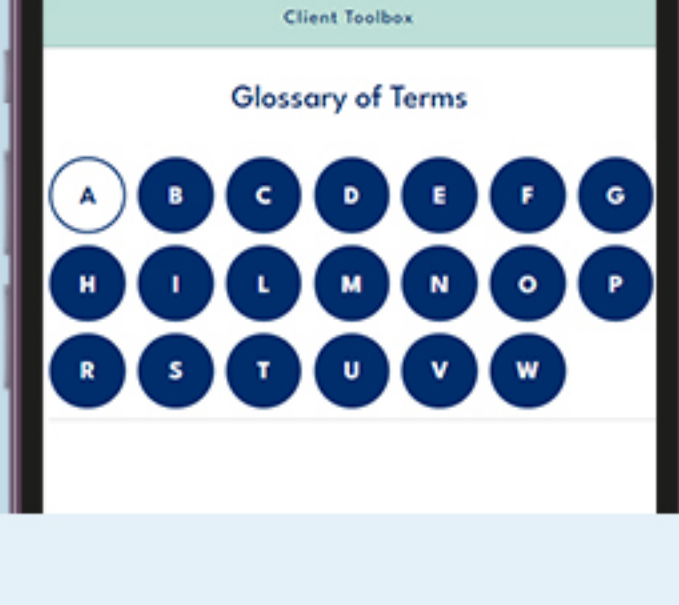 Client Toolbox
Glossary of Terms
A B C D E F G
H I L M N O P
R S T U V W